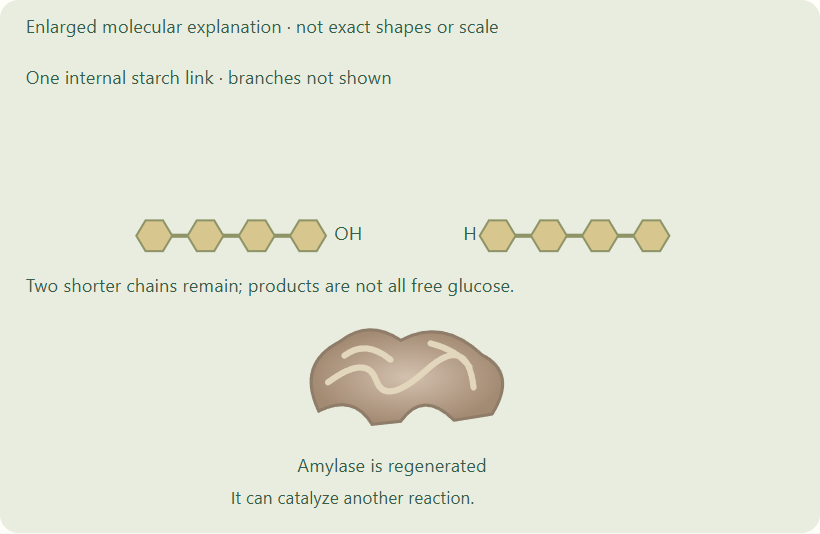 Enlarged molecular explanation · not exact shapes or scale
One internal starch link · branches not shown
OH H
Two shorter chains remain; products are not all free glucose.
Amylase is regenerated
It can catalyze another reaction.